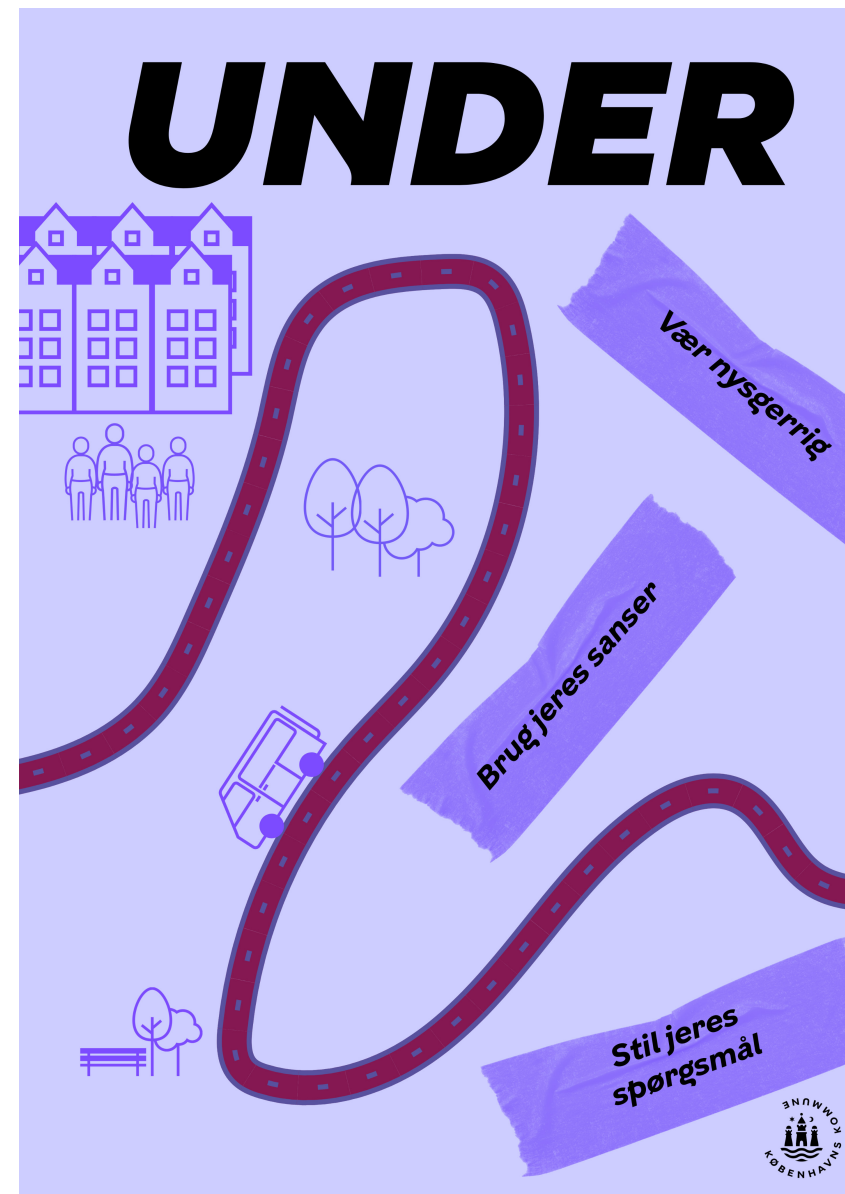 UNDER
Vær nysgerrig
Brug jeres sanser
Stil jeres
spørgsmål
KØBENHAVNS KOMMUNE